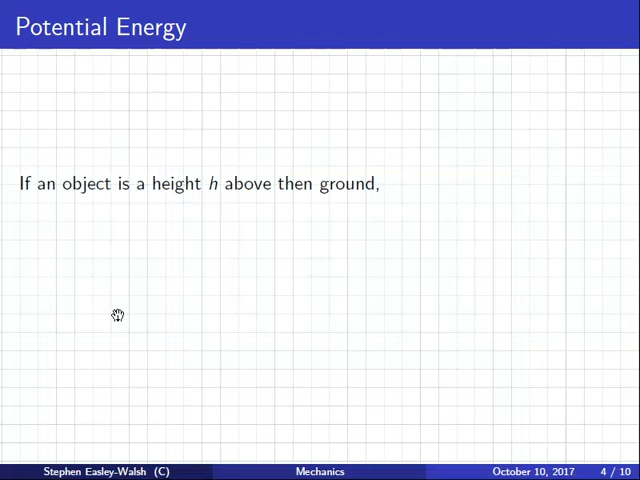 Potential Energy
If an object is a height h above then ground,
Stephen Easley-Walsh (C) Mechanics October 10, 2017 4 / 10